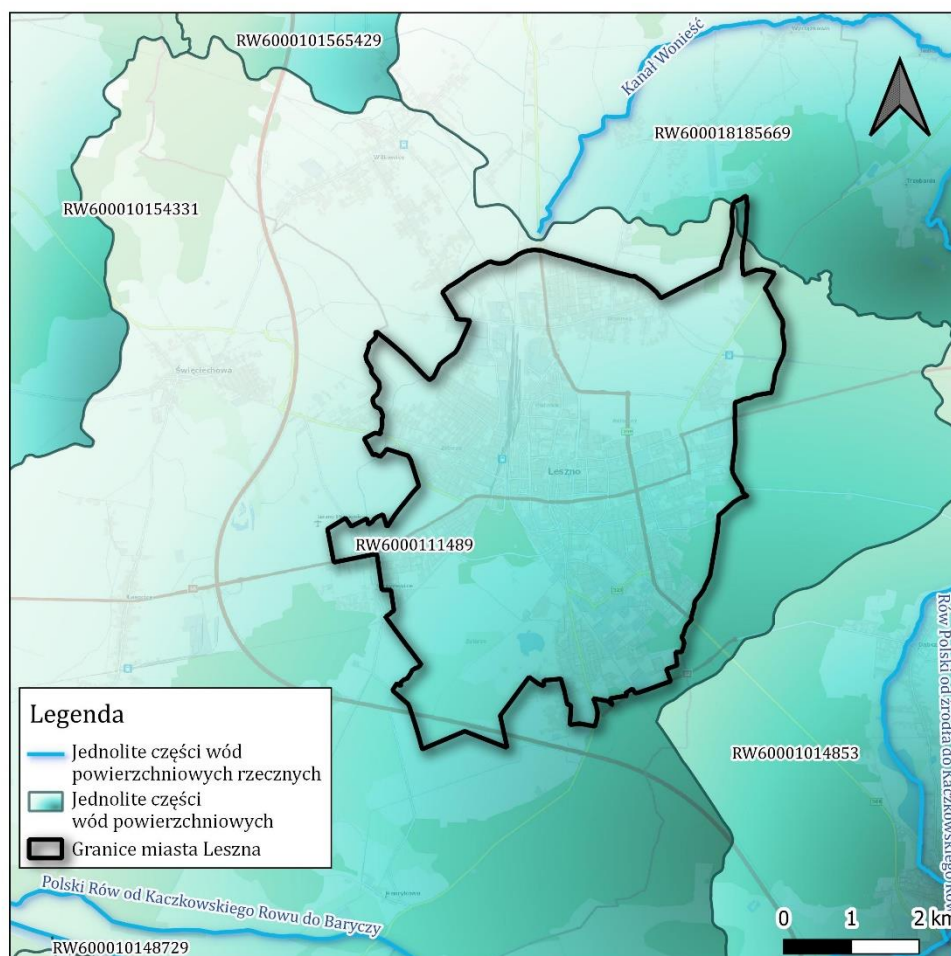 RW6000101565429
Kanał Wonieść
RW600018185669
RW600010154331
Święciechowa
Leszno
RW6000111489
Legenda
Jednolite części wód
powierzchniowych rzecznych
Jednolite części
wód powierzchniowych
Granice miasta Leszna
RW60001014853
Rów Polski od źródła do Kaczkowskiego Rowu
Polski Rów od Kaczkowskiego Rowu do Baryczy
RW600010148729
0 1 2 km